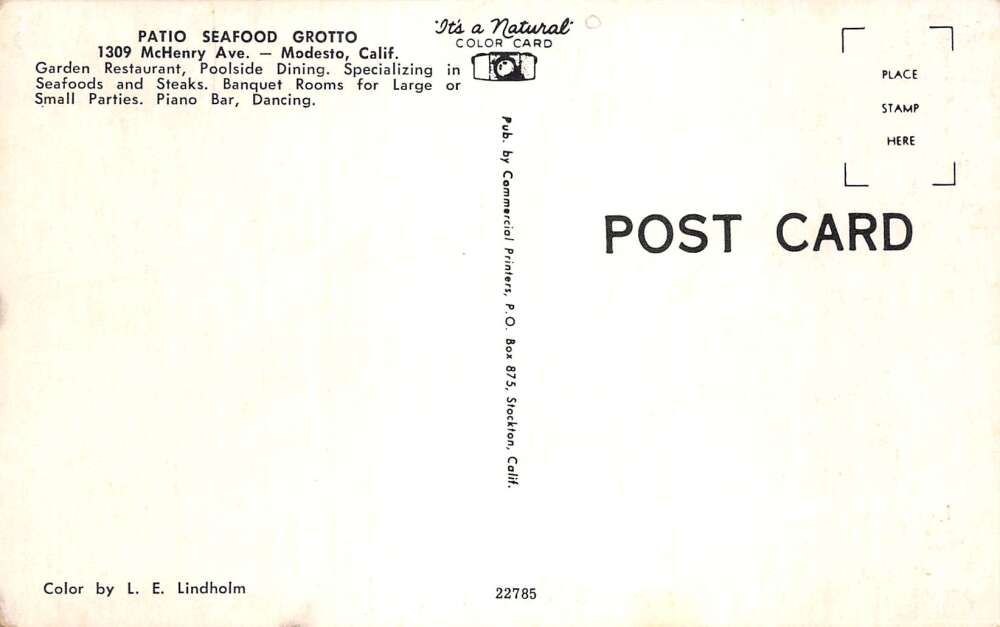 PATIO SEAFOOD GROTTO
1309 McHenry Ave. — Modesto, Calif.
Garden Restaurant, Poolside Dining. Specializing in
Seafoods and Steaks. Banquet Rooms for Large or
Small Parties. Piano Bar, Dancing.
"It's a Natural"
COLOR CARD
PLACE
STAMP
HERE
Pub. by Commercial Printers, P.O. Box 875, Stockton, Calif.
POST CARD
Color by L. E. Lindholm
22785